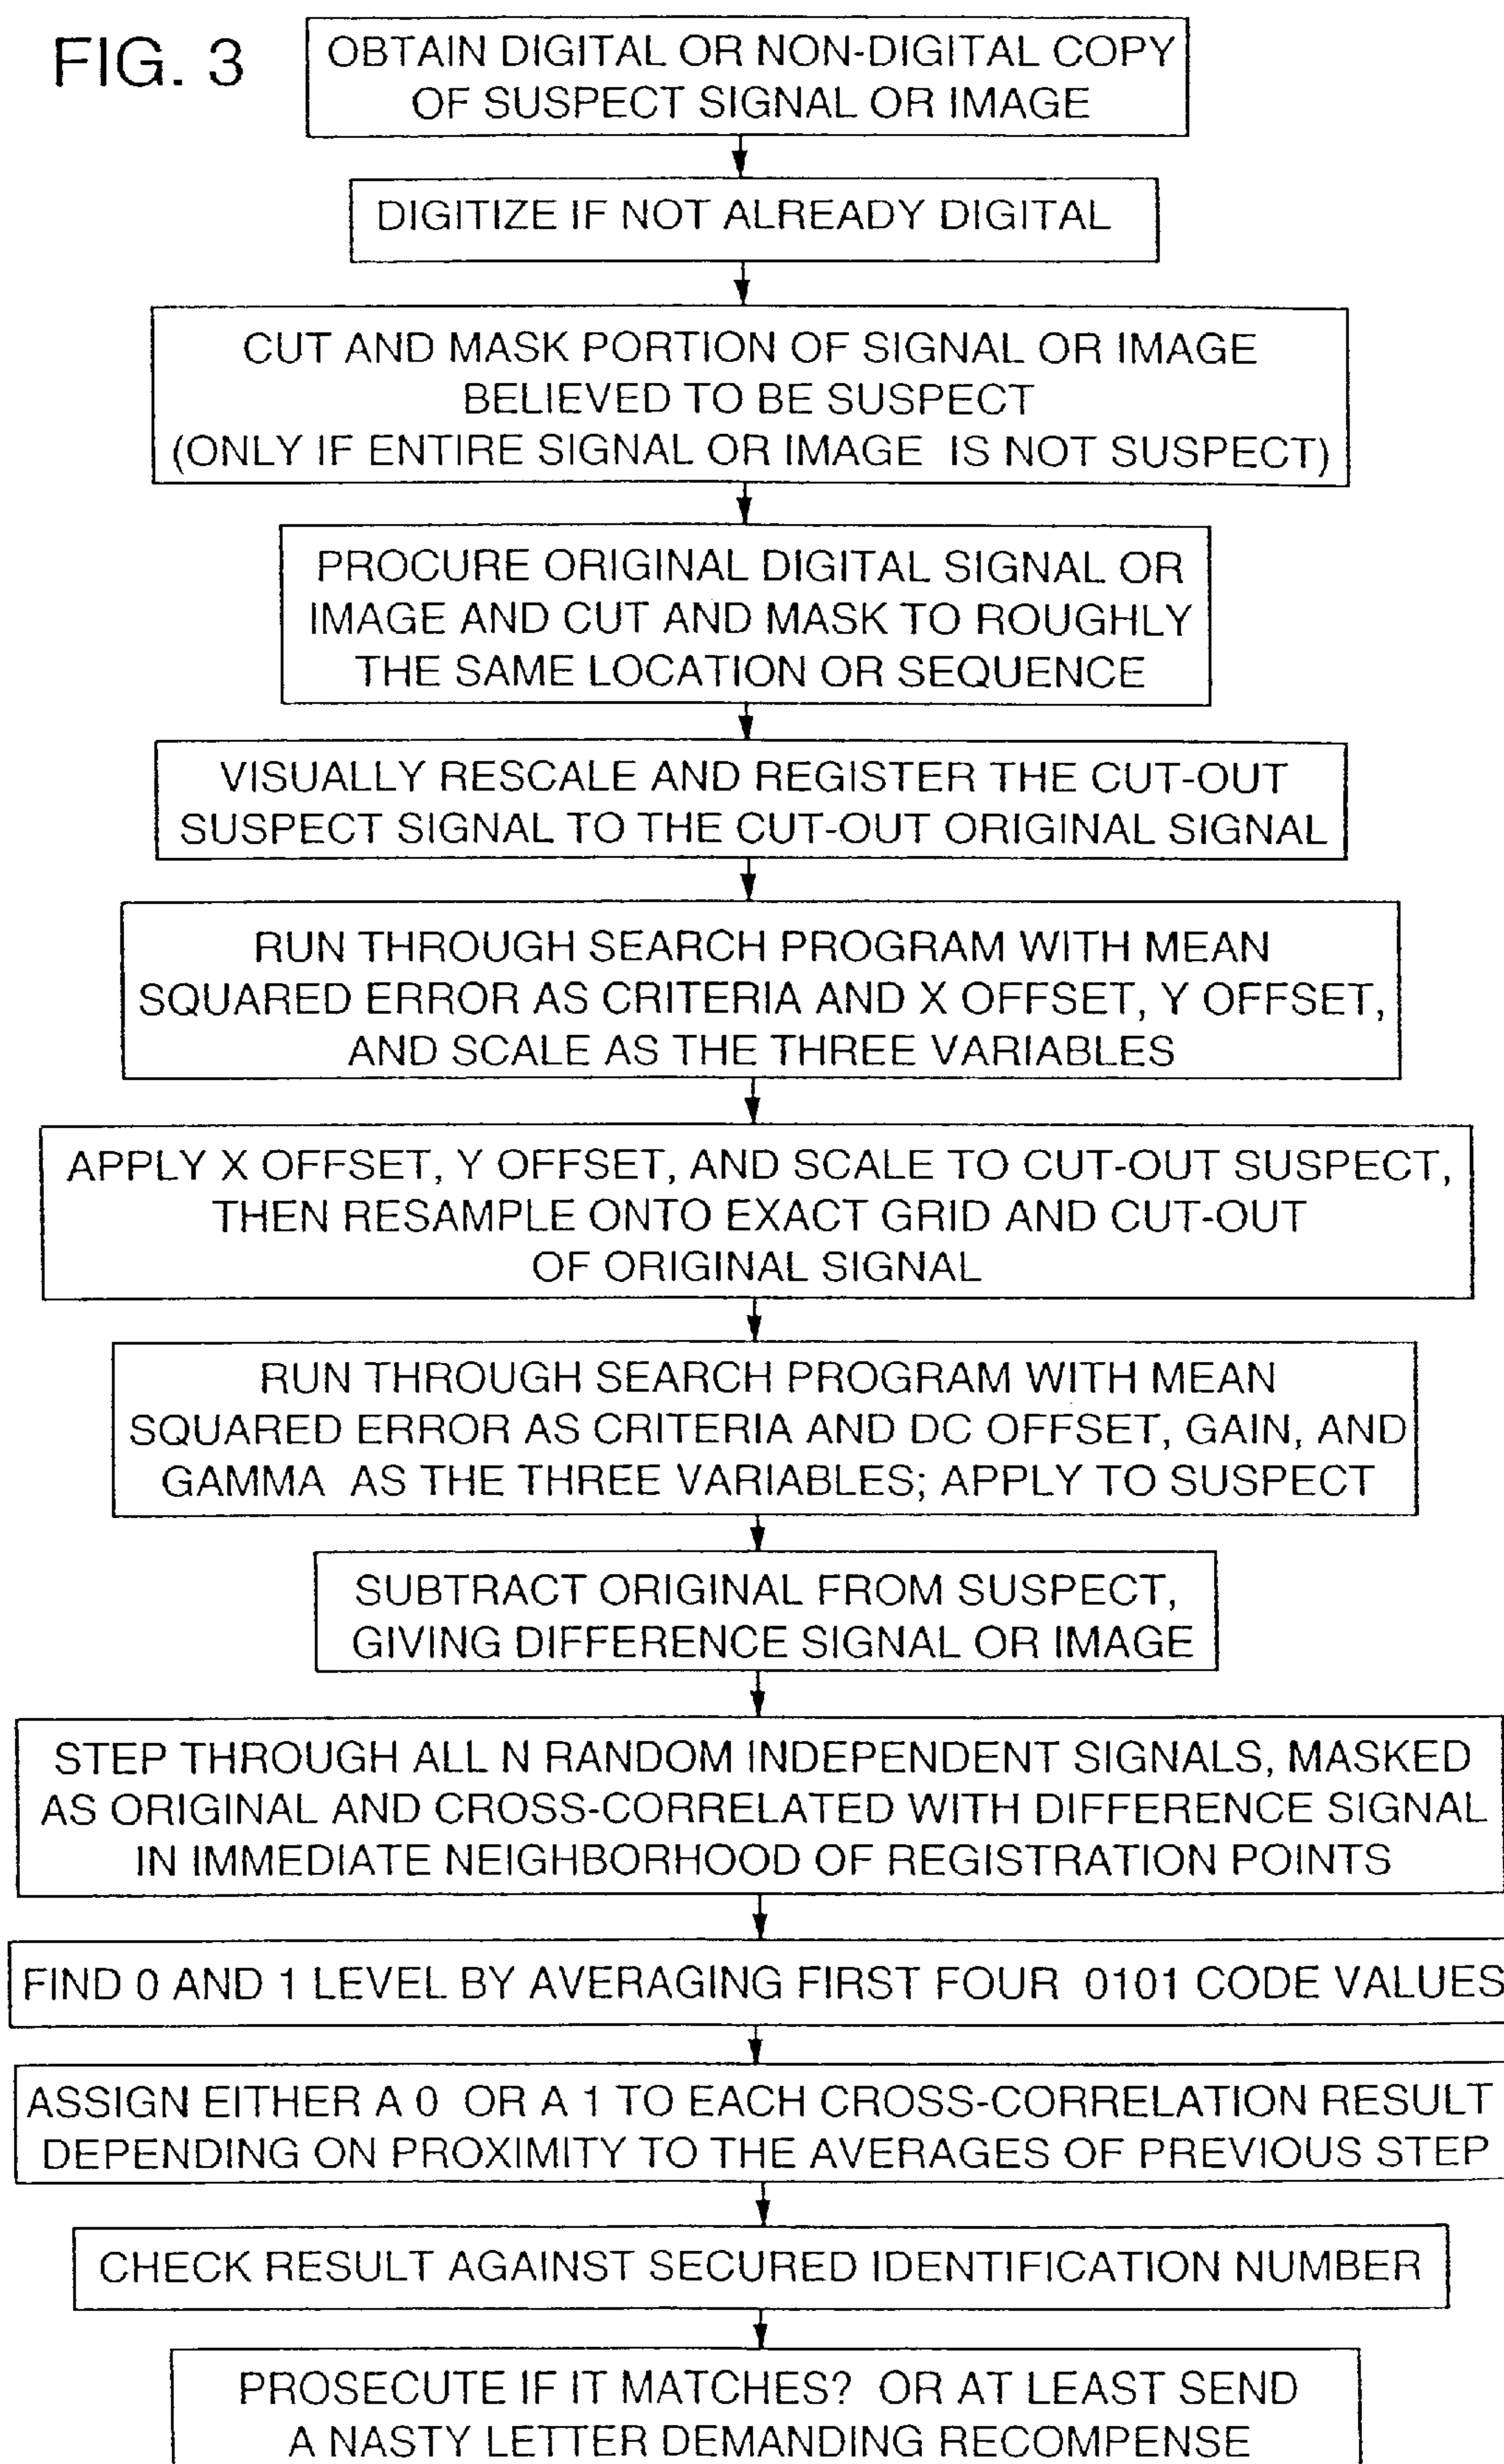 FIG. 3
OBTAIN DIGITAL OR NON-DIGITAL COPY
OF SUSPECT SIGNAL OR IMAGE
DIGITIZE IF NOT ALREADY DIGITAL
CUT AND MASK PORTION OF SIGNAL OR IMAGE
BELIEVED TO BE SUSPECT
(ONLY IF ENTIRE SIGNAL OR IMAGE IS NOT SUSPECT)
PROCURE ORIGINAL DIGITAL SIGNAL OR
IMAGE AND CUT AND MASK TO ROUGHLY
THE SAME LOCATION OR SEQUENCE
VISUALLY RESCALE AND REGISTER THE CUT-OUT
SUSPECT SIGNAL TO THE CUT-OUT ORIGINAL SIGNAL
RUN THROUGH SEARCH PROGRAM WITH MEAN
SQUARED ERROR AS CRITERIA AND X OFFSET, Y OFFSET,
AND SCALE AS THE THREE VARIABLES
APPLY X OFFSET, Y OFFSET, AND SCALE TO CUT-OUT SUSPECT,
THEN RESAMPLE ONTO EXACT GRID AND CUT-OUT
OF ORIGINAL SIGNAL
RUN THROUGH SEARCH PROGRAM WITH MEAN
SQUARED ERROR AS CRITERIA AND DC OFFSET, GAIN, AND
GAMMA AS THE THREE VARIABLES; APPLY TO SUSPECT
SUBTRACT ORIGINAL FROM SUSPECT,
GIVING DIFFERENCE SIGNAL OR IMAGE
STEP THROUGH ALL N RANDOM INDEPENDENT SIGNALS, MASKED
AS ORIGINAL AND CROSS-CORRELATED WITH DIFFERENCE SIGNAL
IN IMMEDIATE NEIGHBORHOOD OF REGISTRATION POINTS
FIND 0 AND 1 LEVEL BY AVERAGING FIRST FOUR 0101 CODE VALUES
ASSIGN EITHER A 0 OR A 1 TO EACH CROSS-CORRELATION RESULT
DEPENDING ON PROXIMITY TO THE AVERAGES OF PREVIOUS STEP
CHECK RESULT AGAINST SECURED IDENTIFICATION NUMBER
PROSECUTE IF IT MATCHES? OR AT LEAST SEND
A NASTY LETTER DEMANDING RECOMPENSE